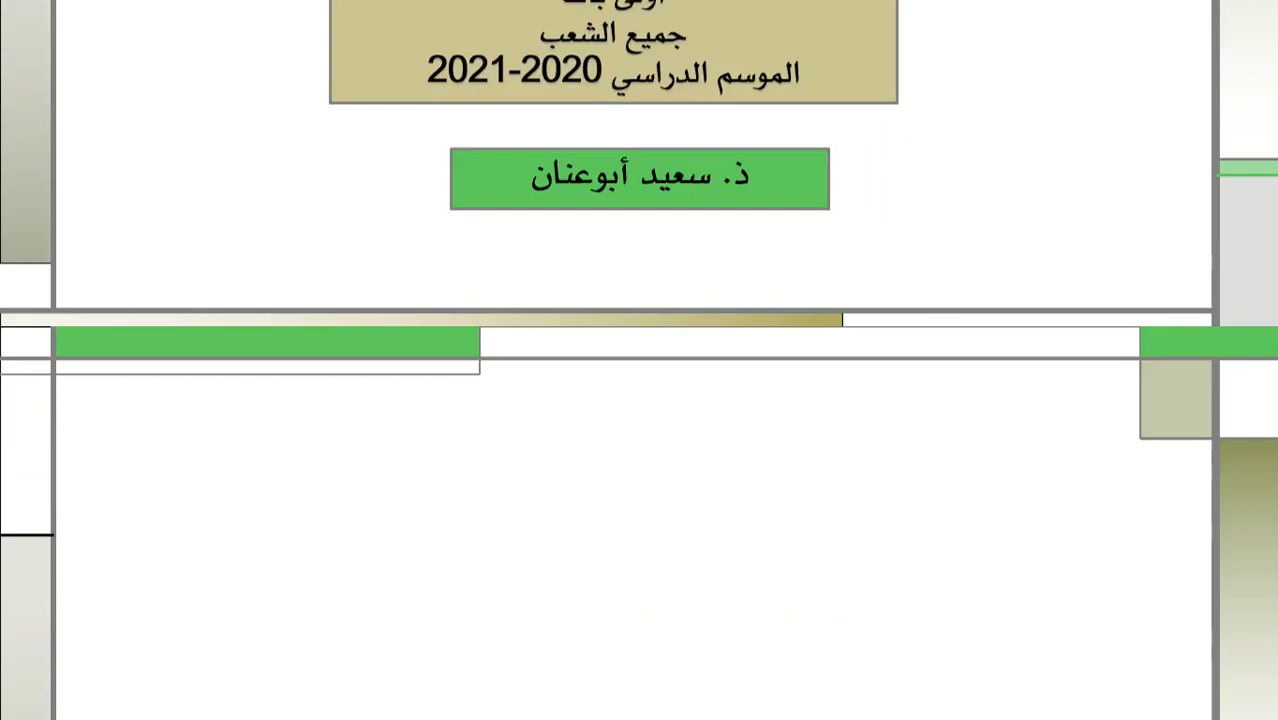 جميع الشعب
الموسم الدراسي 2020-2021
ذ. سعيد أبوعنان